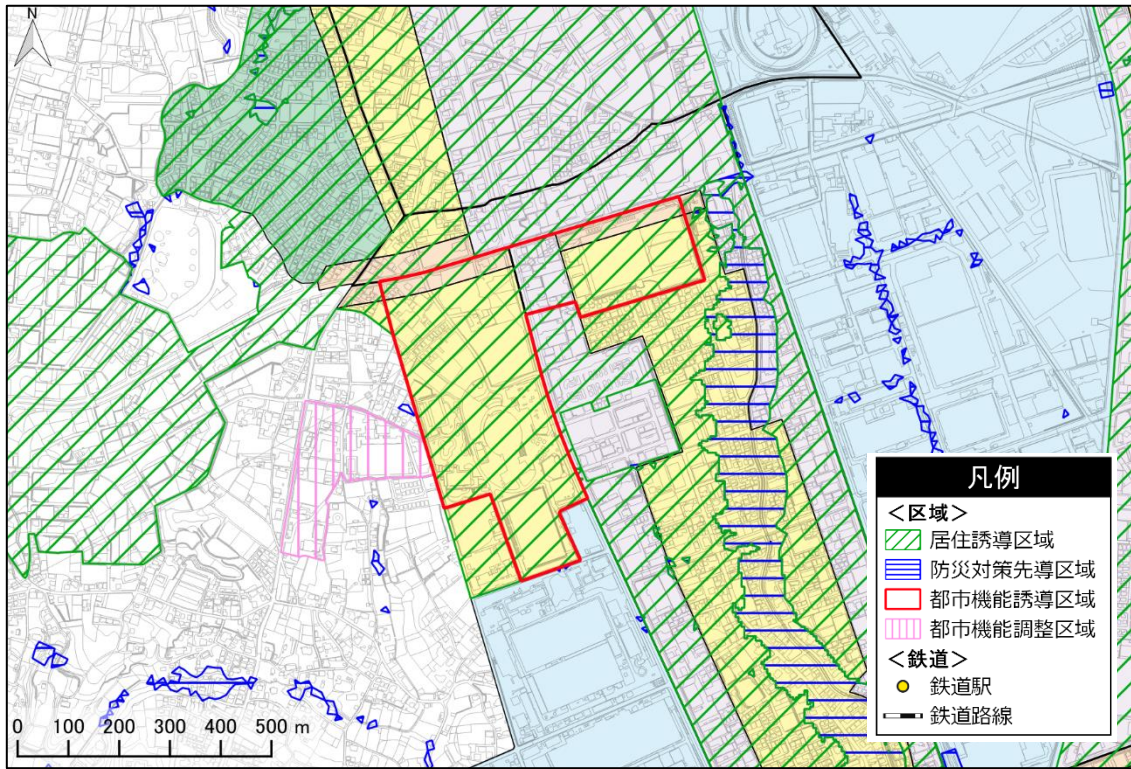 N
0 100 200 300 400 500 m
凡例
＜区域＞
居住誘導区域
防災対策先導区域
都市機能誘導区域
都市機能調整区域
＜鉄道＞
鉄道駅
鉄道路線